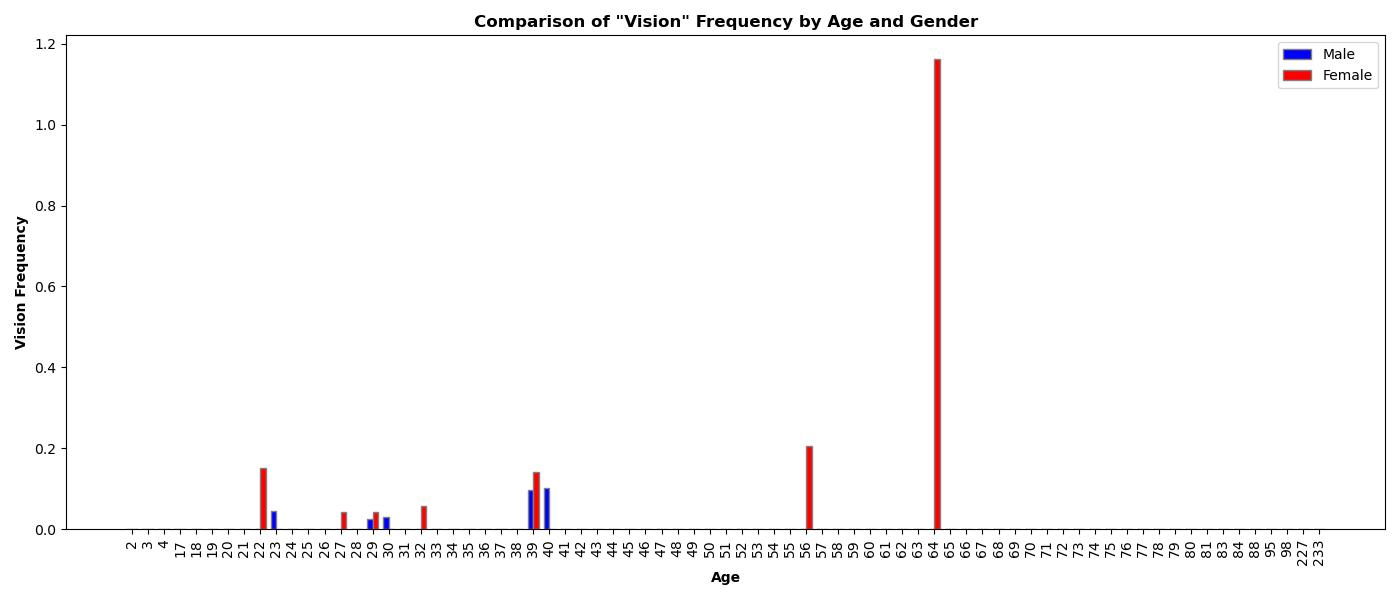 Comparison of "Vision" Frequency by Age and Gender
Male
Female
Vision Frequency
1.2
1.0
0.8
0.6
0.4
0.2
0.0
2 3 4 17 18 19 20 21 22 23 24 25 26 27 28 29 30 31 32 33 34 35 36 37 38 39 40 41 42 43 44 45 46 47 48 49 50 51 52 53 54 55 56 57 58 59 60 61 62 63 64 65 66 67 68 69 70 71 72 73 74 75 76 77 78 79 80 81 83 84 88 95 98 227 233
Age